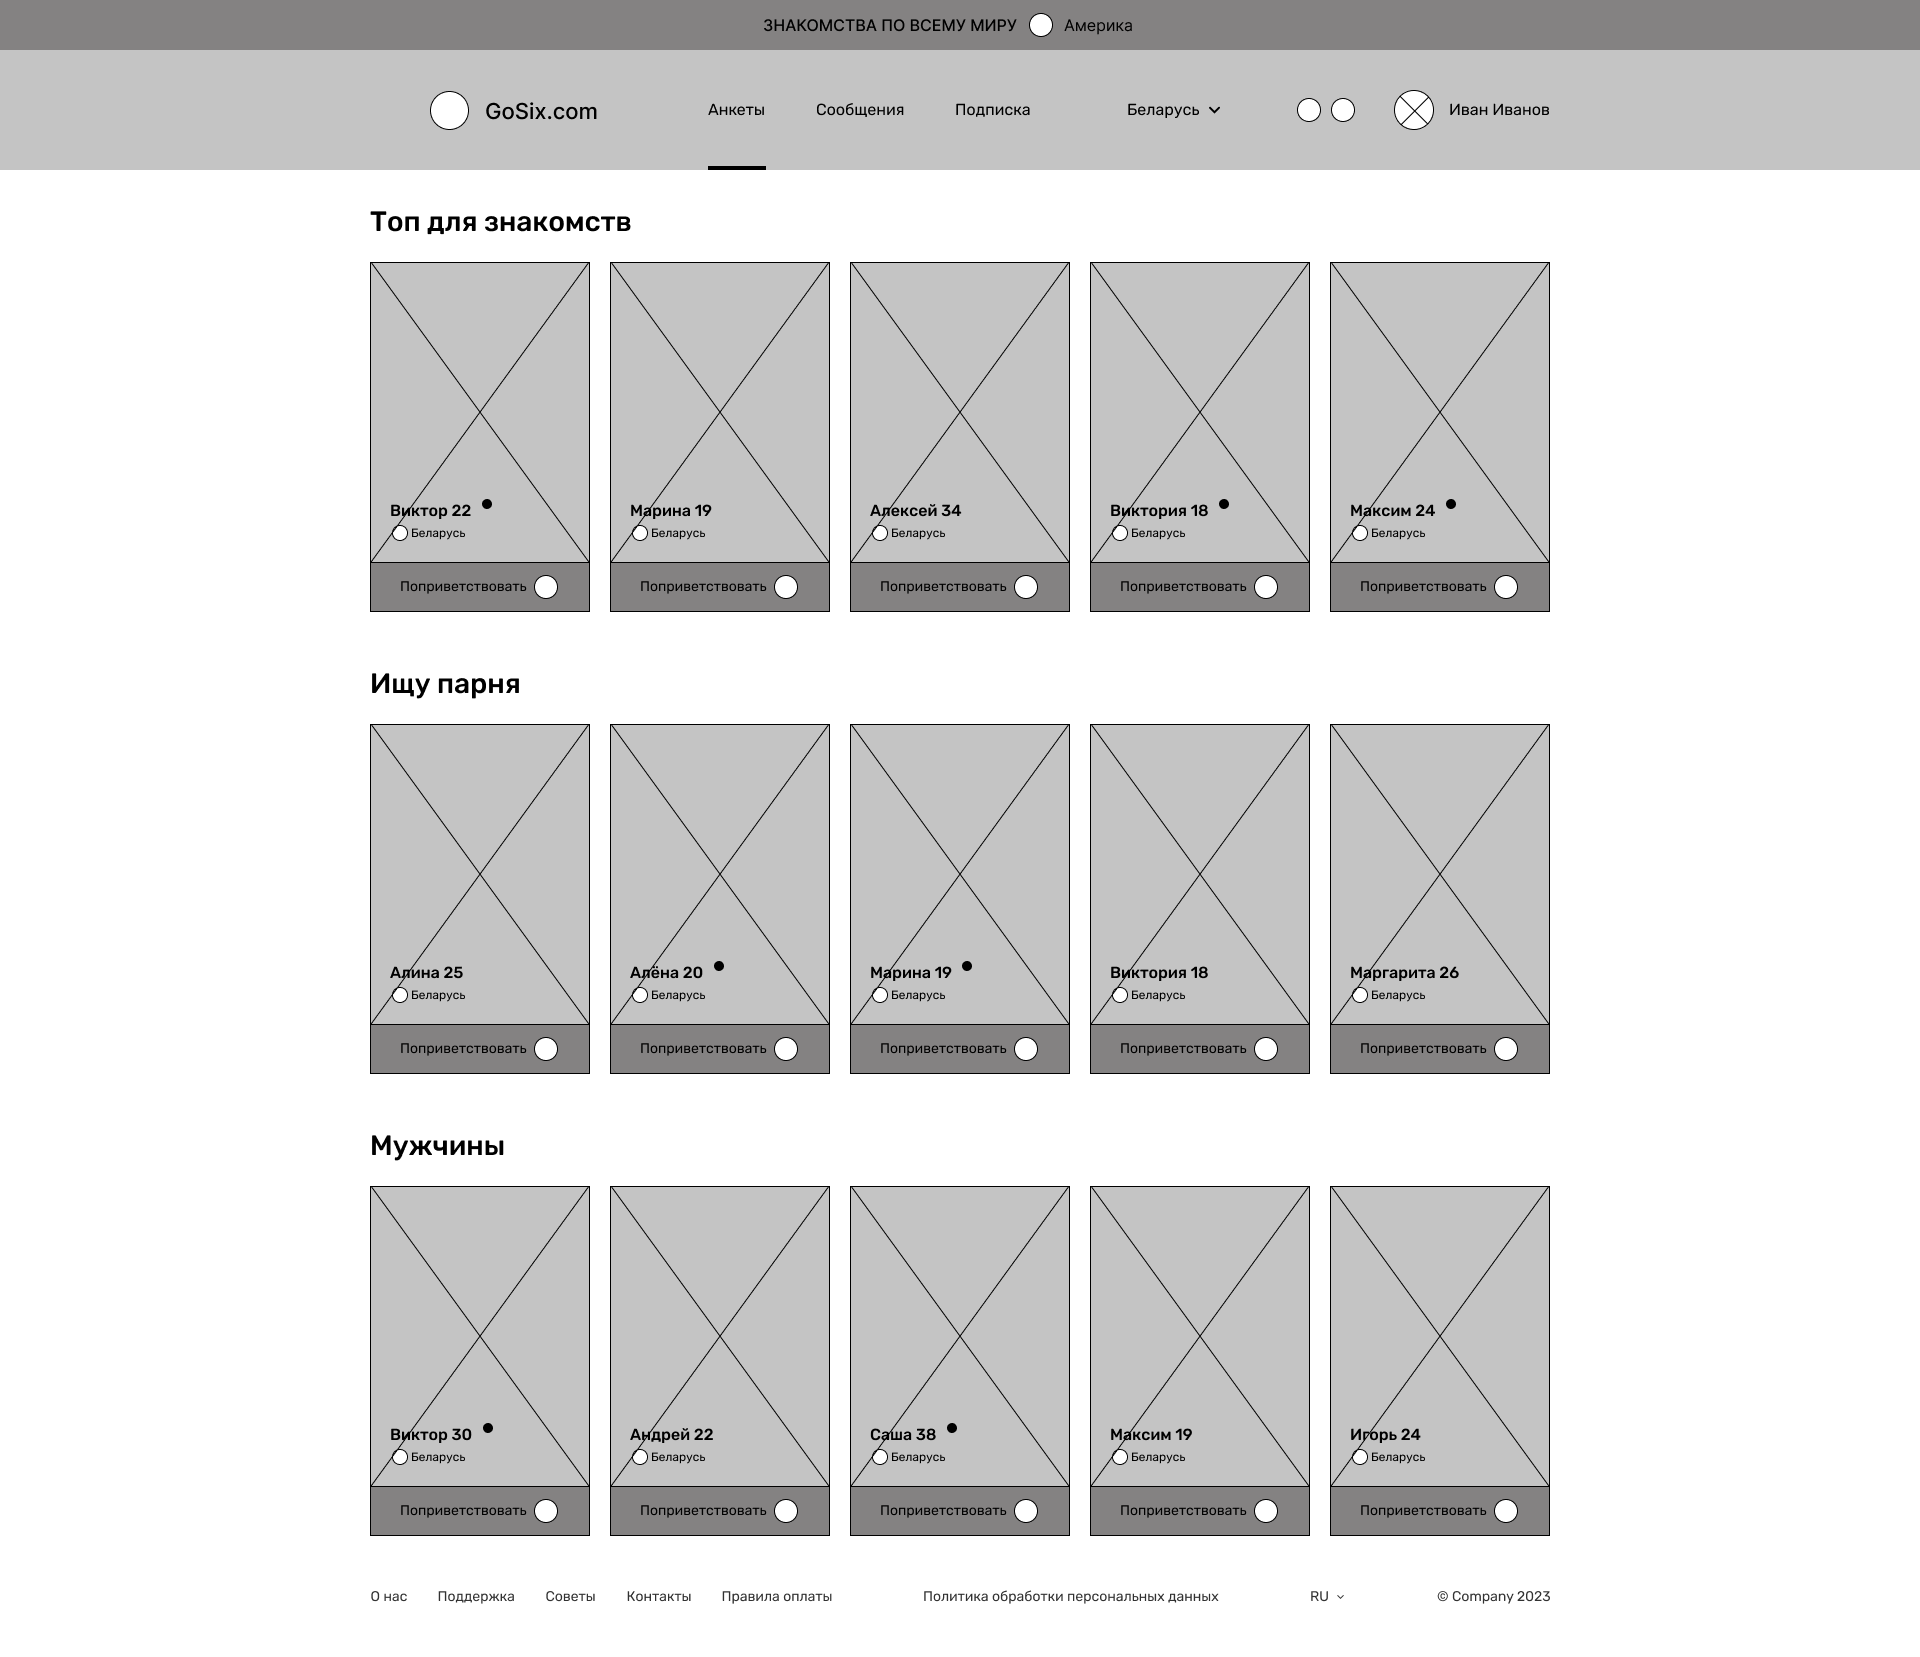 ЗНАКОМСТВА ПО ВСЕМУ МИРУ Америка
GoSix.com Анкеты Сообщения Подписка Беларусь Иван Иванов
Топ для знакомств
Виктор 22 Марина 19 Алексей 34 Виктория 18 Максим 24
Беларусь Беларусь Беларусь Беларусь Беларусь
Поприветствовать Поприветствовать Поприветствовать Поприветствовать Поприветствовать
Ищу парня
Алина 25 Алёна 20 Марина 19 Виктория 18 Маргарита 26
Беларусь Беларусь Беларусь Беларусь Беларусь
Поприветствовать Поприветствовать Поприветствовать Поприветствовать Поприветствовать
Мужчины
Виктор 30 Андрей 22 Саша 38 Максим 19 Игорь 24
Беларусь Беларусь Беларусь Беларусь Беларусь
Поприветствовать Поприветствовать Поприветствовать Поприветствовать Поприветствовать
О нас Поддержка Советы Контакты Правила оплаты Политика обработки персональных данных RU © Company 2023